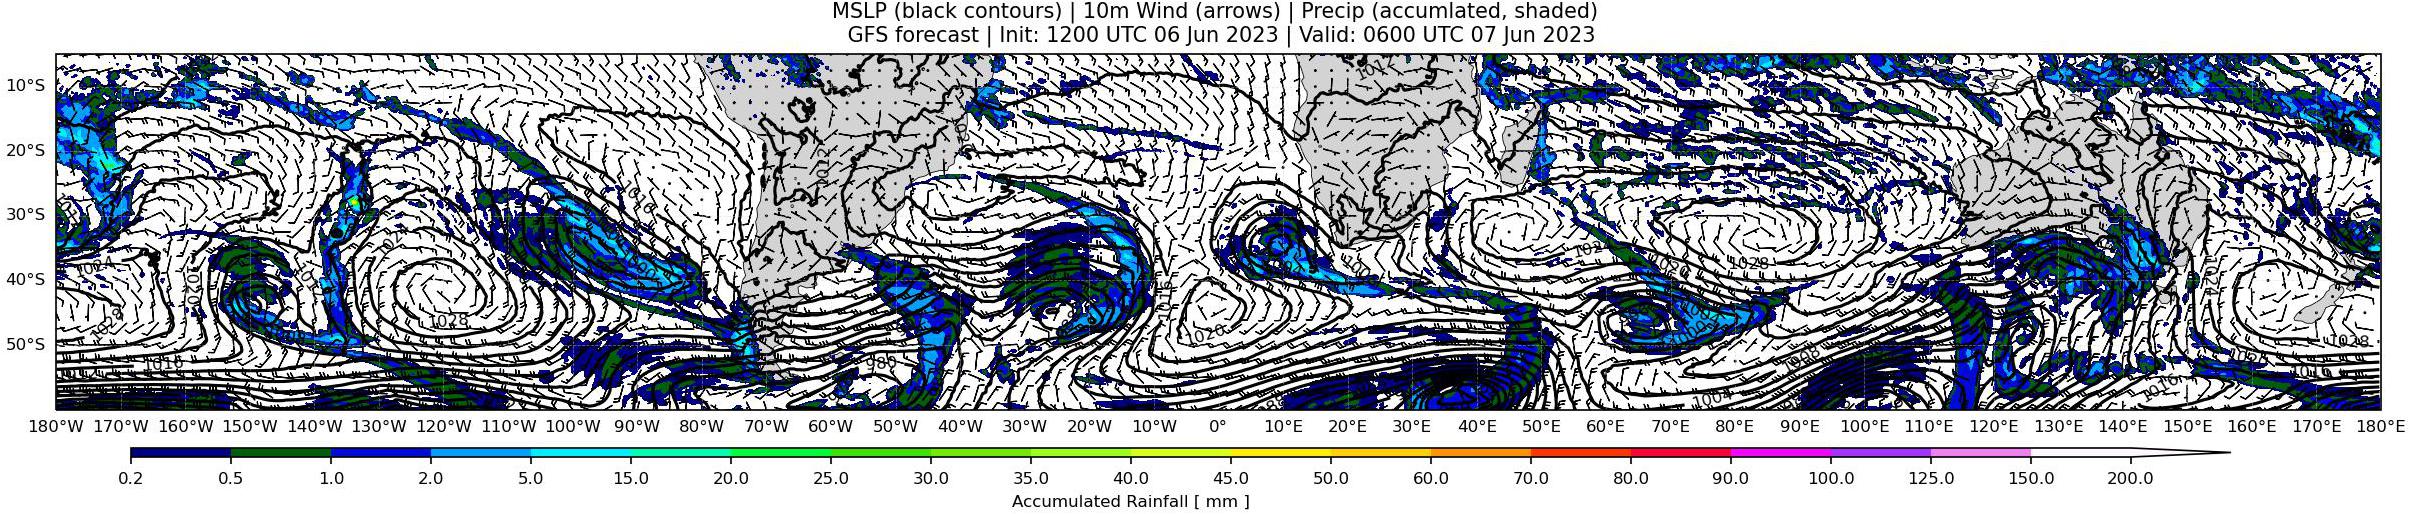 MSLP (black contours) | 10m Wind (arrows) | Precip (accumlated, shaded)
GFS forecast | Init: 1200 UTC 06 Jun 2023 | Valid: 0600 UTC 07 Jun 2023
10°S
20°S
30°S
40°S
50°S
1012
1028
1028
1028
1020
1016
980
1004
1028
1016
180°W 170°W 160°W 150°W 140°W 130°W 120°W 110°W 100°W 90°W 80°W 70°W 60°W 50°W 40°W 30°W 20°W 10°W 0° 10°E 20°E 30°E 40°E 50°E 60°E 70°E 80°E 90°E 100°E 110°E 120°E 130°E 140°E 150°E 160°E 170°E 180°E
0.2 0.5 1.0 2.0 5.0 15.0 20.0 25.0 30.0 35.0 40.0 45.0 50.0 60.0 70.0 80.0 90.0 100.0 125.0 150.0 200.0
Accumulated Rainfall [ mm ]